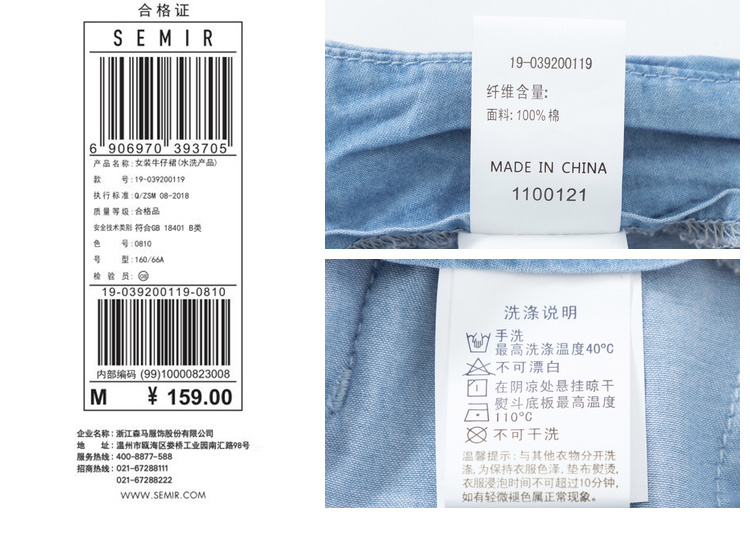 合格证
SEMIR
6 906970 393705
产品名称:女装牛仔裙(水洗产品)
款 号:19-039200119
执行标准:Q/ZSM 08-2018
质量等级:合格品
安全技术类别 符合GB 18401 B类
色 号:0810
号 型:160/66A
检 验 员:
19-039200119-0810
内部编码 (99)10000823008
M ¥ 159.00
企业名称:浙江森马服饰股份有限公司
地 址:温州市瓯海区娄桥工业园南汇路98号
服务热线:400-8877-588
招商热线:021-67288111
021-67288222
WWW.SEMIR.COM
19-039200119
纤维含量:
面料:100%棉
MADE IN CHINA
1100121
洗涤说明
手洗
最高洗涤温度40℃
不可漂白
在阴凉处悬挂晾干
熨斗底板最高温度
110℃
不可干洗
温馨提示:与其他衣物分开洗
涤,为保持衣服色泽,垫布熨烫,
衣服浸泡时间不可超过10分钟,
如有轻微褪色属正常现象。